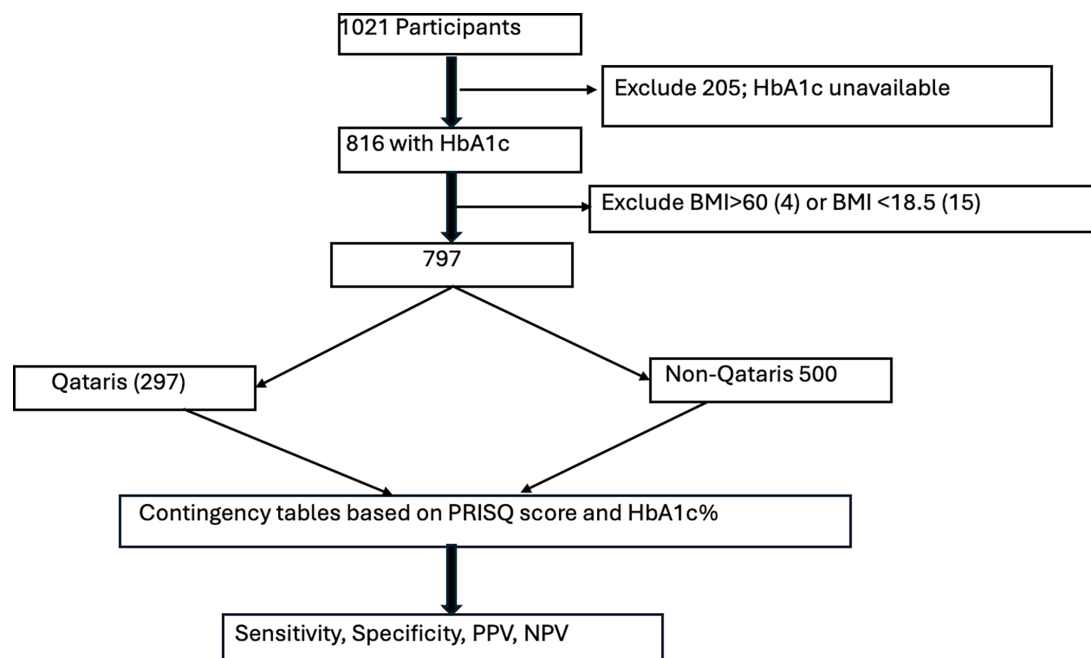 1021 Participants
Exclude 205; HbA1c unavailable
816 with HbA1c
Exclude BMI>60 (4) or BMI <18.5 (15)
797
Qataris (297)
Non-Qataris 500
Contingency tables based on PRISQ score and HbA1c%
Sensitivity, Specificity, PPV, NPV